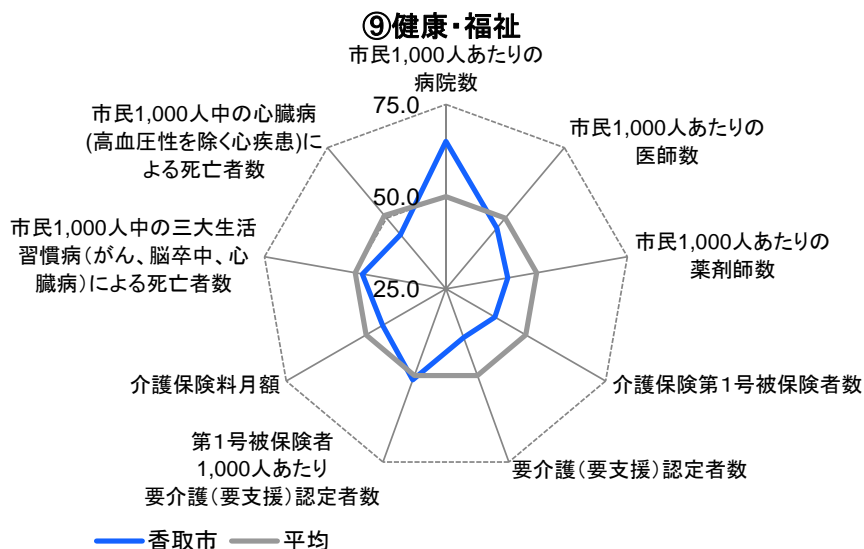 ⑨健康・福祉
市民1,000人あたりの
病院数
75.0
市民1,000人あたりの
医師数
市民1,000人中の心臓病
(高血圧性を除く心疾患)に
よる死亡者数
50.0
市民1,000人あたりの
薬剤師数
市民1,000人中の三大生活
習慣病（がん、脳卒中、心
臓病）による死亡者数
25.0
介護保険料月額
介護保険第１号被保険者数
第１号被保険者
1,000人あたり
要介護（要支援）認定者数
要介護（要支援）認定者数
香取市
平均